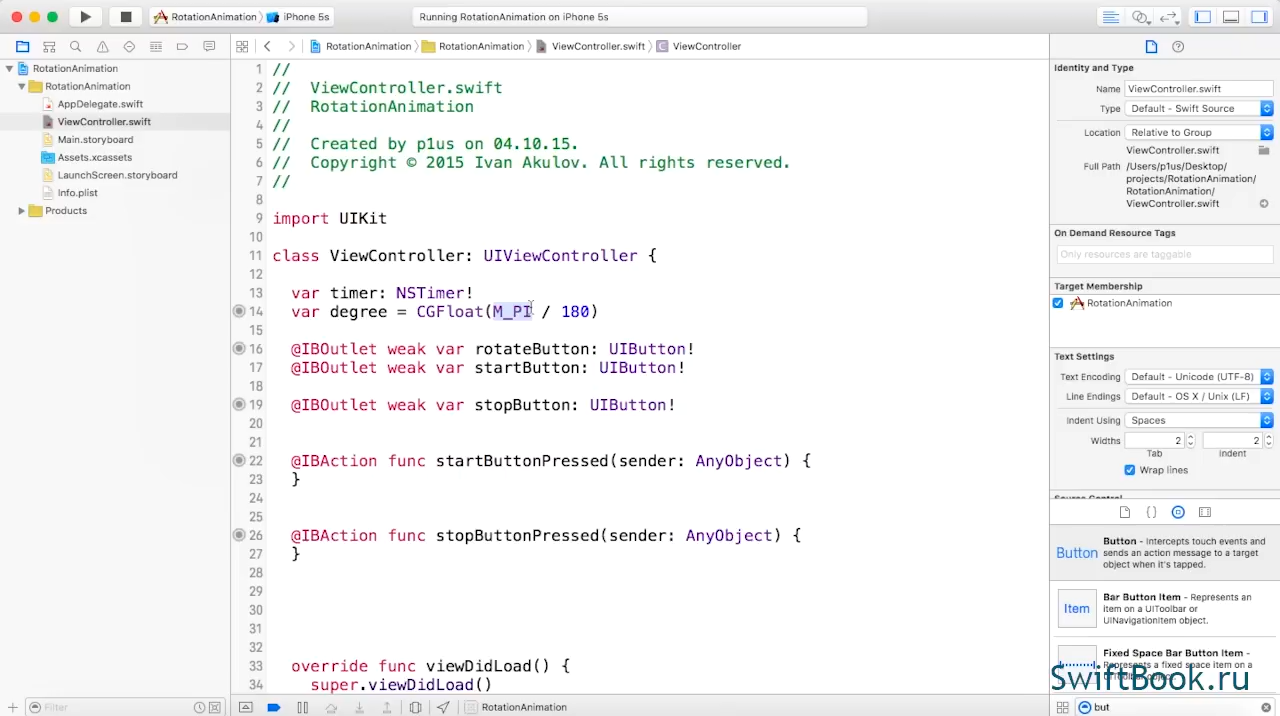 RotationAnimation iPhone 5s
Running RotationAnimation on iPhone 5s
RotationAnimation RotationAnimation ViewController.swift C ViewController
RotationAnimation
RotationAnimation
AppDelegate.swift
ViewController.swift
Main.storyboard
Assets.xcassets
LaunchScreen.storyboard
Info.plist
Products
Filter
1 //
2 // ViewController.swift
3 // RotationAnimation
4 //
5 // Created by p1us on 04.10.15.
6 // Copyright © 2015 Ivan Akulov. All rights reserved.
7 //
8
9 import UIKit
10
11 class ViewController: UIViewController {
12
13 var timer: NSTimer!
14 var degree = CGFloat(M_PI / 180)
15
16 @IBOutlet weak var rotateButton: UIButton!
17 @IBOutlet weak var startButton: UIButton!
18
19 @IBOutlet weak var stopButton: UIButton!
20
21
22 @IBAction func startButtonPressed(sender: AnyObject) {
23 }
24
25
26 @IBAction func stopButtonPressed(sender: AnyObject) {
27 }
28
29
30
31
32
33 override func viewDidLoad() {
34 super.viewDidLoad()
RotationAnimation
Identity and Type
Name ViewController.swift
Type Default - Swift Source
Location Relative to Group
ViewController.swift
Full Path /Users/p1us/Desktop/
projects/RotationAnimation/
RotationAnimation/
ViewController.swift
On Demand Resource Tags
Only resources are taggable
Target Membership
RotationAnimation
Text Settings
Text Encoding Default - Unicode (UTF-8)
Line Endings Default - OS X / Unix (LF)
Indent Using Spaces
Widths 2 2
Tab Indent
Wrap lines
Source Control
Button Button - Intercepts touch events and
sends an action message to a target
object when it's tapped.
Item Bar Button Item - Represents an
item on a UIToolbar or
UINavigationItem object.
Fixed Space Bar Button Item -
Represents a fixed space item on a
UIToolbar object.
SwiftBook.ru
but